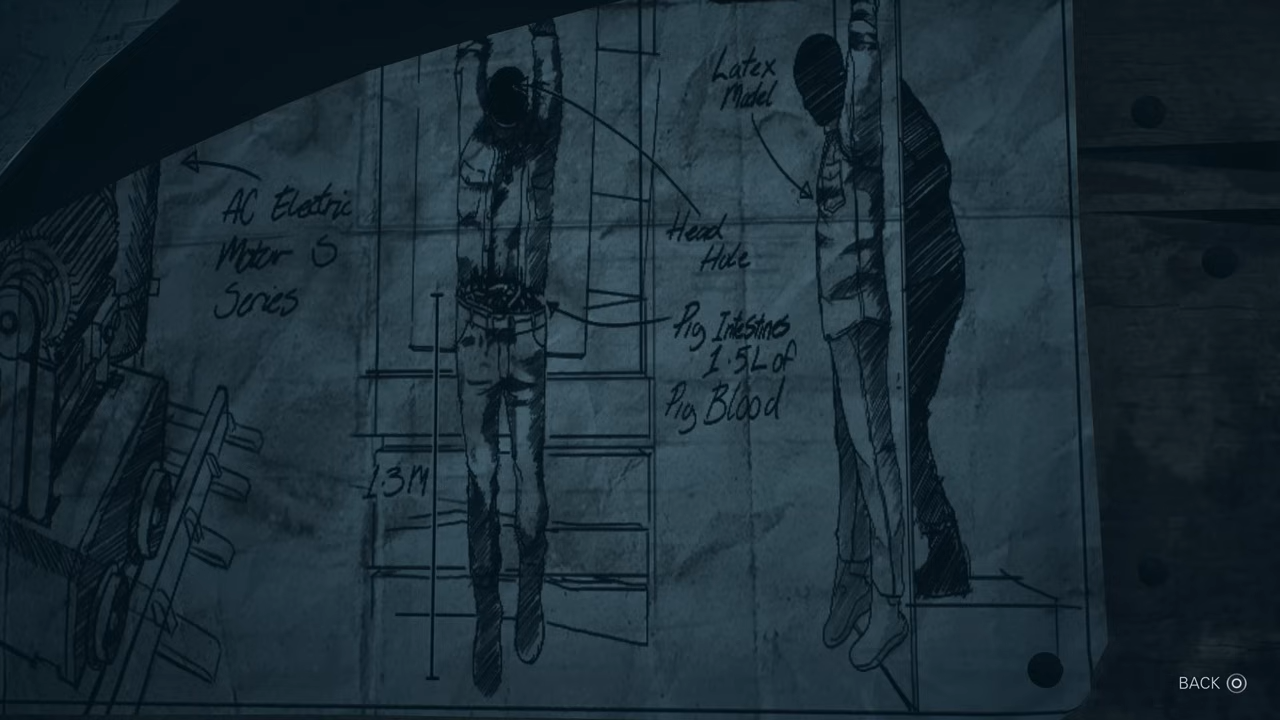 Latex
Model
AC Electric
Motor S
Series
Head
Hole
Pig Intestines
1.5L of
Pig Blood
1.3M
BACK